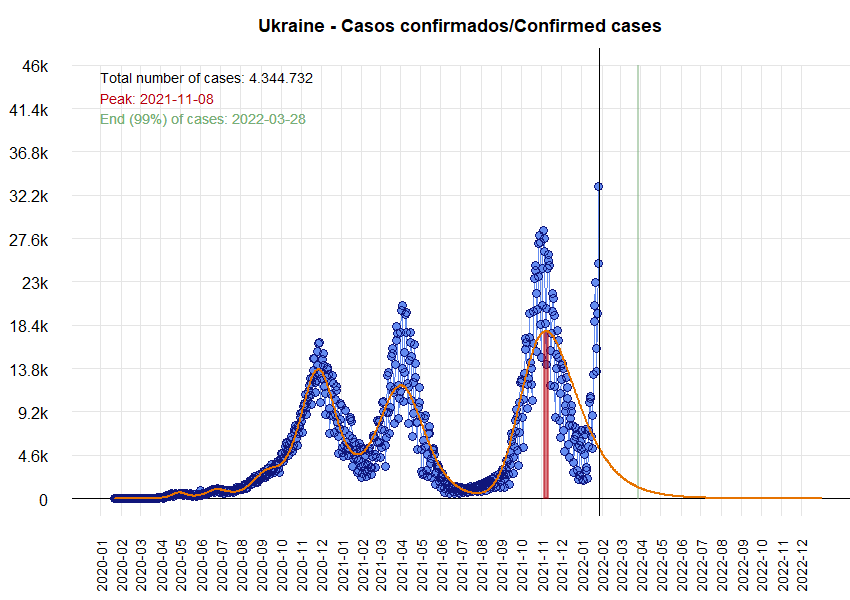 Ukraine - Casos confirmados/Confirmed cases
Total number of cases: 4.344.732
Peak: 2021-11-08
End (99%) of cases: 2022-03-28
46k
41.4k
36.8k
32.2k
27.6k
23k
18.4k
13.8k
9.2k
4.6k
0
2020-01
2020-02
2020-03
2020-04
2020-05
2020-06
2020-07
2020-08
2020-09
2020-10
2020-11
2020-12
2021-01
2021-02
2021-03
2021-04
2021-05
2021-06
2021-07
2021-08
2021-09
2021-10
2021-11
2021-12
2022-01
2022-02
2022-03
2022-04
2022-05
2022-06
2022-07
2022-08
2022-09
2022-10
2022-11
2022-12